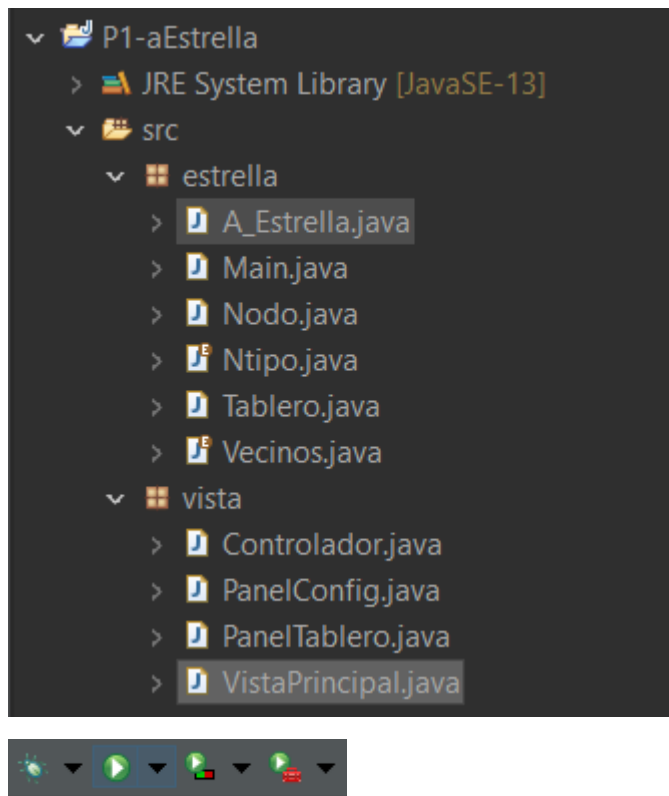 P1-aEstrella
JRE System Library [JavaSE-13]
src
estrella
A_Estrella.java
Main.java
Nodo.java
Ntipo.java
Tablero.java
Vecinos.java
vista
Controlador.java
PanelConfig.java
PanelTablero.java
VistaPrincipal.java